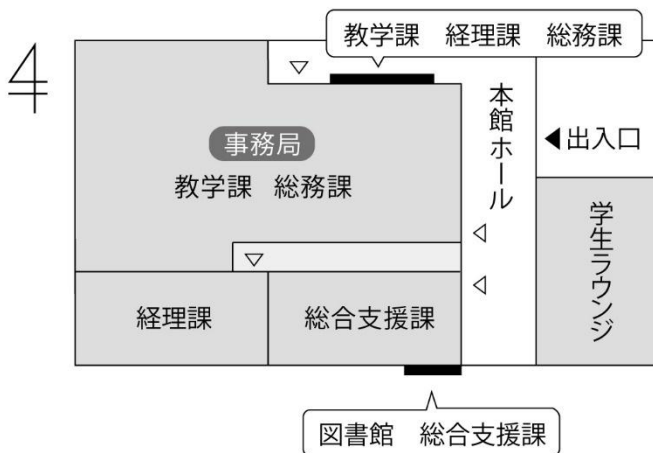 教学課 経理課 総務課
4
本館ホール
◀出入口
事務局
教学課 総務課
学生ラウンジ
経理課
総合支援課
図書館 総合支援課